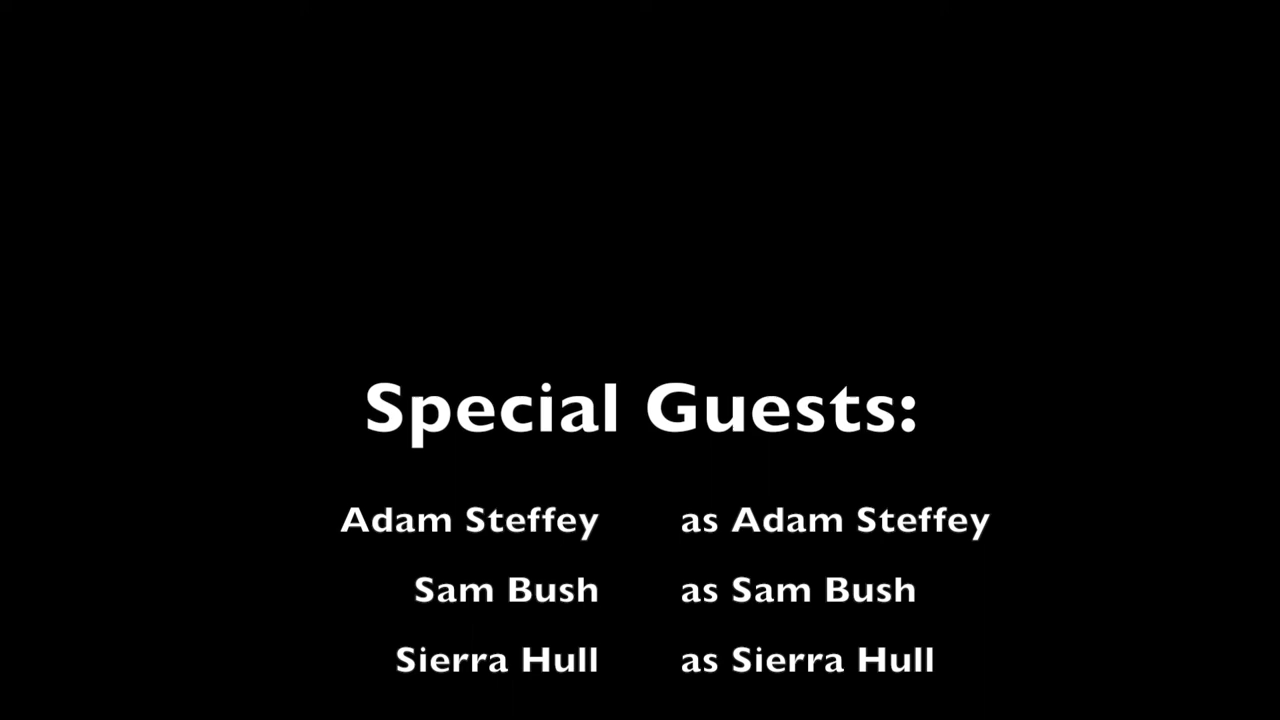 Special Guests:
Adam Steffey as Adam Steffey
Sam Bush as Sam Bush
Sierra Hull as Sierra Hull